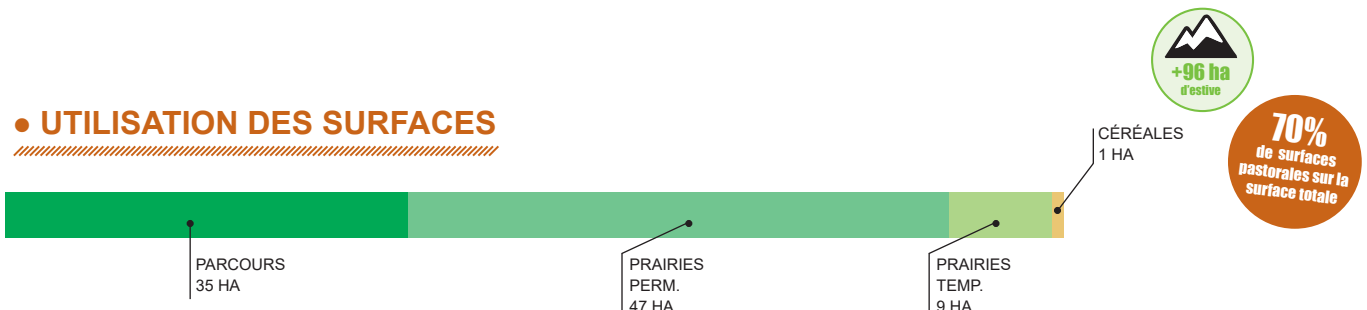 +96 ha
d'estive
● UTILISATION DES SURFACES
70%
de surfaces
pastorales sur la
surface totale
CÉRÉALES
1 HA
PARCOURS
35 HA
PRAIRIES
PERM.
47 HA
PRAIRIES
TEMP.
9 HA